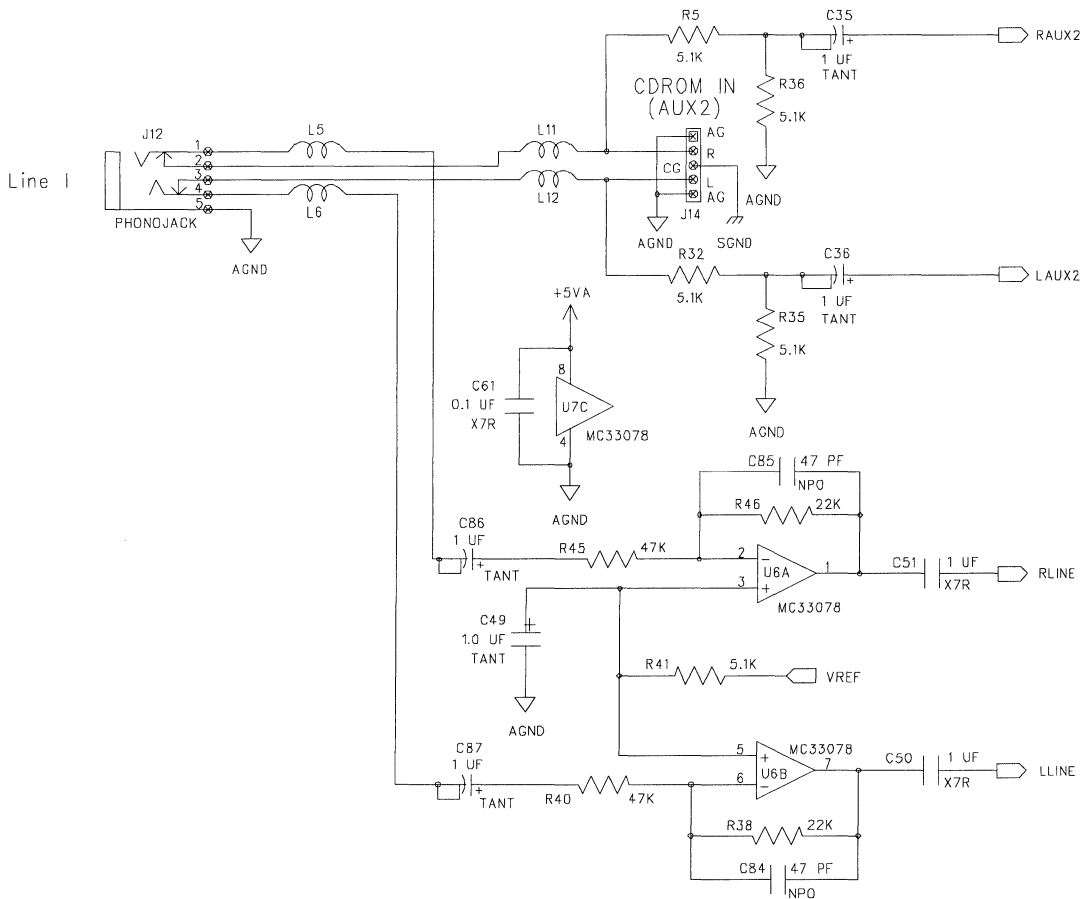 R5
5.1K
C35
1 UF
TANT
RAUX2
R36
5.1K
AGND
CDROM IN
(AUX2)
AG
R
CG
L
AG
J14
AGND
SGND
Line I
J12
1
2
3
4
5
PHONOJACK
AGND
L5
L6
L11
L12
R32
5.1K
C36
1 UF
TANT
LAUX2
R35
5.1K
AGND
+5VA
C61
0.1 UF
X7R
8
U7C
4
MC33078
AGND
C85
47 PF
NPO
R46
22K
C86
1 UF
+
TANT
R45
47K
2
3
U6A
1
MC33078
C51
1 UF
X7R
RLINE
C49
1.0 UF
TANT
AGND
R41
5.1K
VREF
C87
1 UF
+
TANT
R40
47K
5
6
U6B
7
MC33078
C50
1 UF
X7R
LLINE
R38
22K
C84
47 PF
NPO